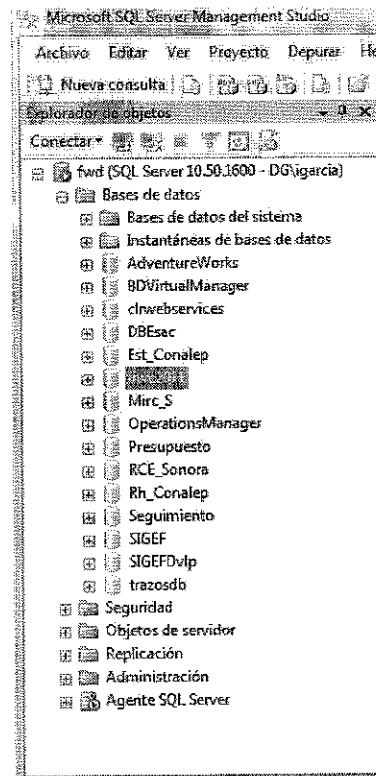 Microsoft SQL Server Management Studio
Archivo Editar Ver Proyecto Depurar
Nueva consulta
Explorador de objetos
Conectar
fwd (SQL Server 10.50.1600 - DG\igarcia)
Bases de datos
Bases de datos del sistema
Instantáneas de bases de datos
AdventureWorks
BDVirtualManager
clrwebservices
DBEsac
Est_Conalep
Mirc_S
OperationsManager
Presupuesto
RCE_Sonora
Rh_Conalep
Seguimiento
SIGEF
SIGEFDvlp
trazosdb
Seguridad
Objetos de servidor
Replicación
Administración
Agente SQL Server